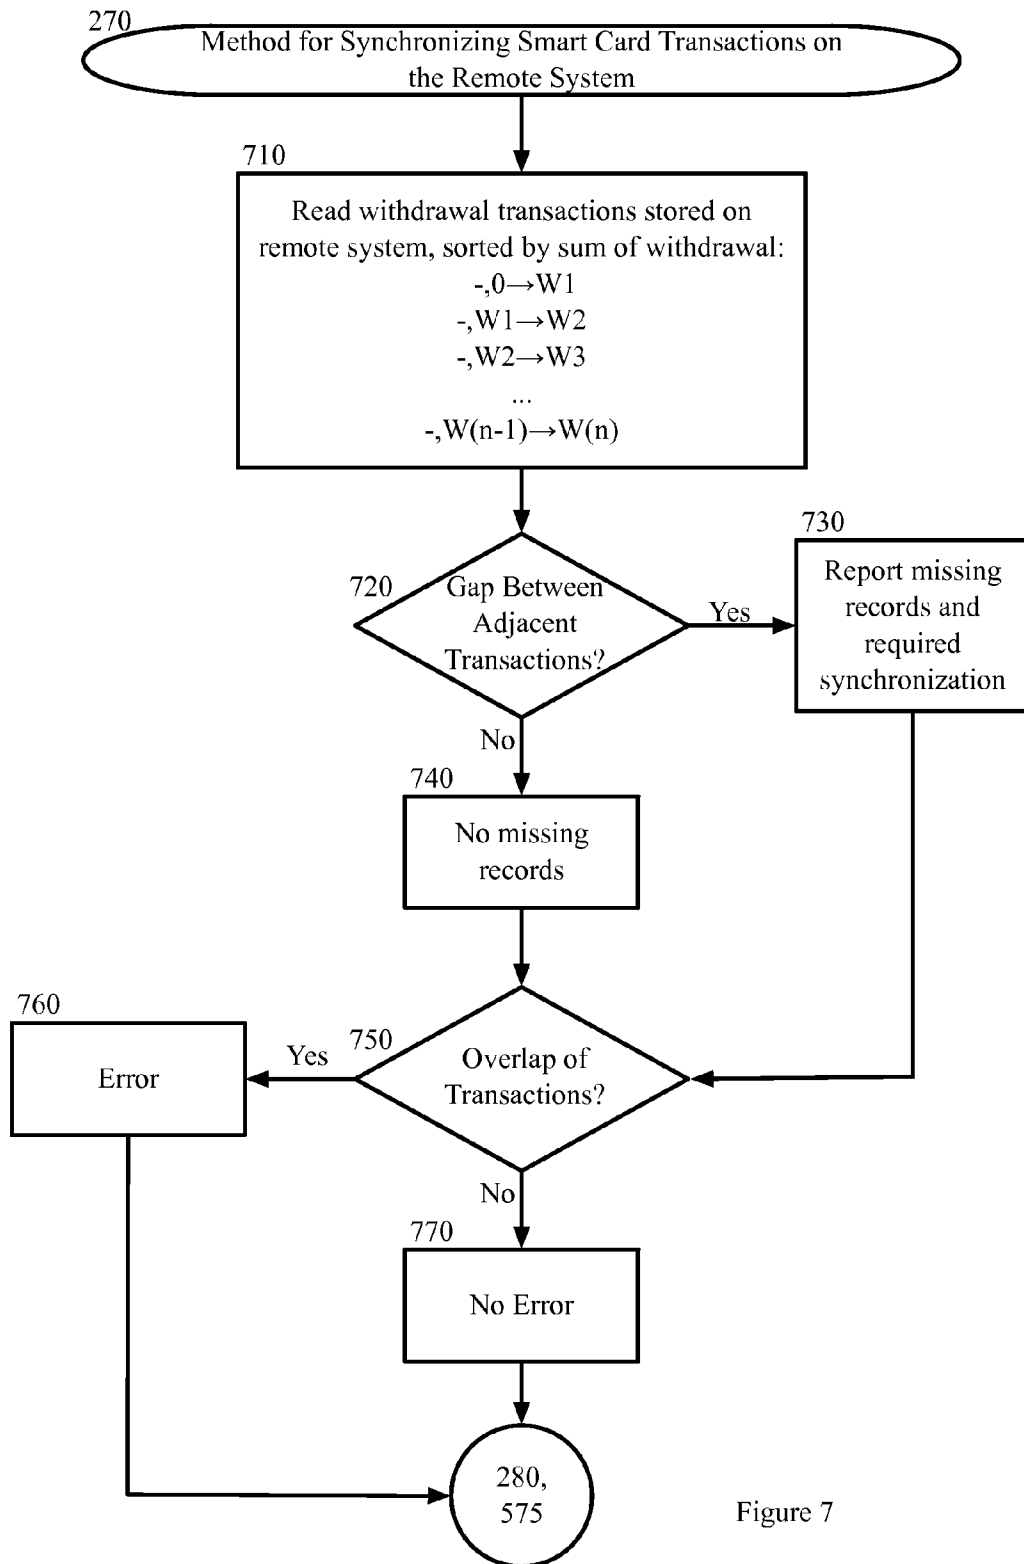 270
Method for Synchronizing Smart Card Transactions on
the Remote System
710
Read withdrawal transactions stored on
remote system, sorted by sum of withdrawal:
-,0→W1
-,W1→W2
-,W2→W3
...
-,W(n-1)→W(n)
720
Gap Between
Adjacent
Transactions?
Yes
730
Report missing
records and
required
synchronization
No
740
No missing
records
750
Overlap of
Transactions?
Yes
760
Error
No
770
No Error
280,
575
Figure 7